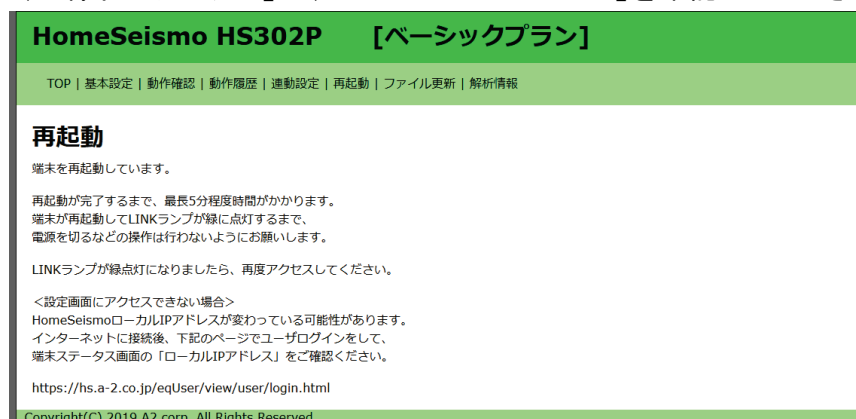 HomeSeismo HS302P [ベーシックプラン]
TOP | 基本設定 | 動作確認 | 動作履歴 | 連動設定 | 再起動 | ファイル更新 | 解析情報
再起動
端末を再起動しています。
再起動が完了するまで、最長5分程度時間がかかります。
端末が再起動してLINKランプが緑に点灯するまで、
電源を切るなどの操作は行わないようにお願いします。
LINKランプが緑点灯になりましたら、再度アクセスしてください。
<設定画面にアクセスできない場合>
HomeSeismoローカルIPアドレスが変わっている可能性があります。
インターネットに接続後、下記のページでユーザログインをして、
端末ステータス画面の「ローカルIPアドレス」をご確認ください。
https://hs.a-2.co.jp/eqUser/view/user/login.html
Copyright(C) 2019 A2 corp. All Rights Reserved